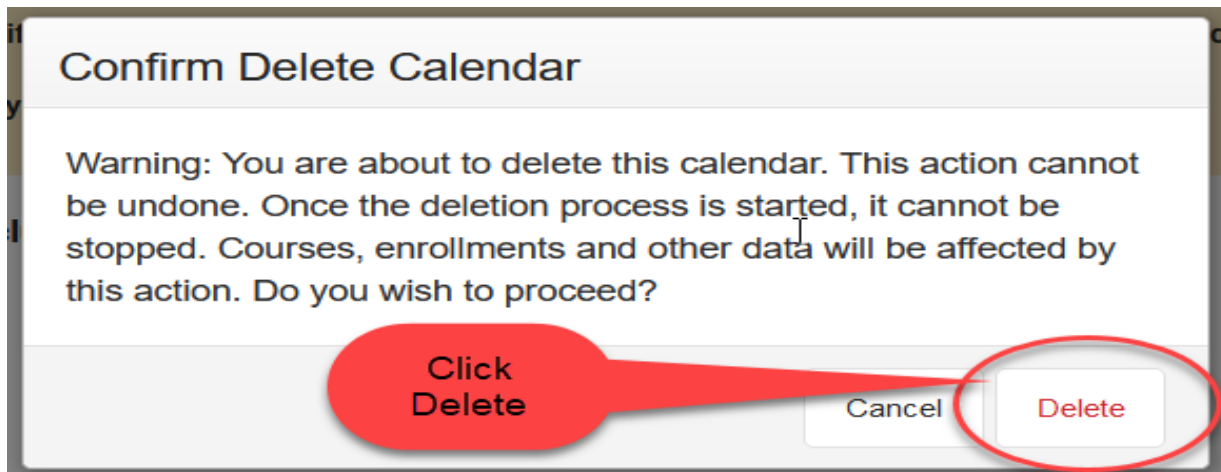 Confirm Delete Calendar
Warning: You are about to delete this calendar. This action cannot
be undone. Once the deletion process is started, it cannot be
stopped. Courses, enrollments and other data will be affected by
this action. Do you wish to proceed?
Click
Delete
Cancel
Delete